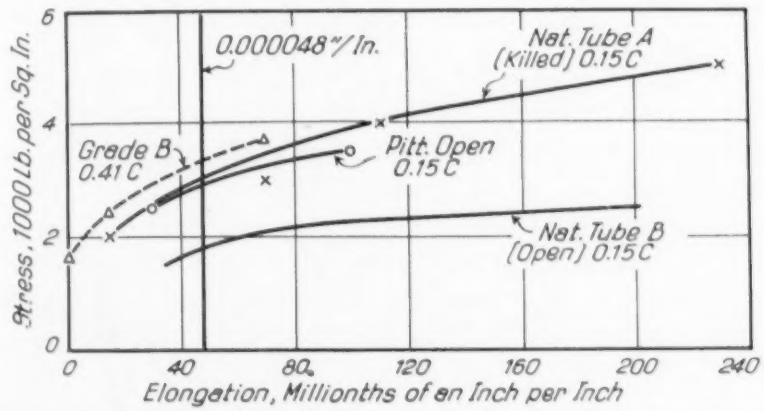 6
4
2
0
Stress, 1000 Lb. per Sq. In.
0.000048"/In.
Nat. Tube A
(Killed) 0.15 C
Grade B
0.41 C
Pitt. Open
0.15 C
Nat. Tube B
(Open) 0.15 C
0 40 80 120 160 200 240
Elongation, Millionths of an Inch per Inch